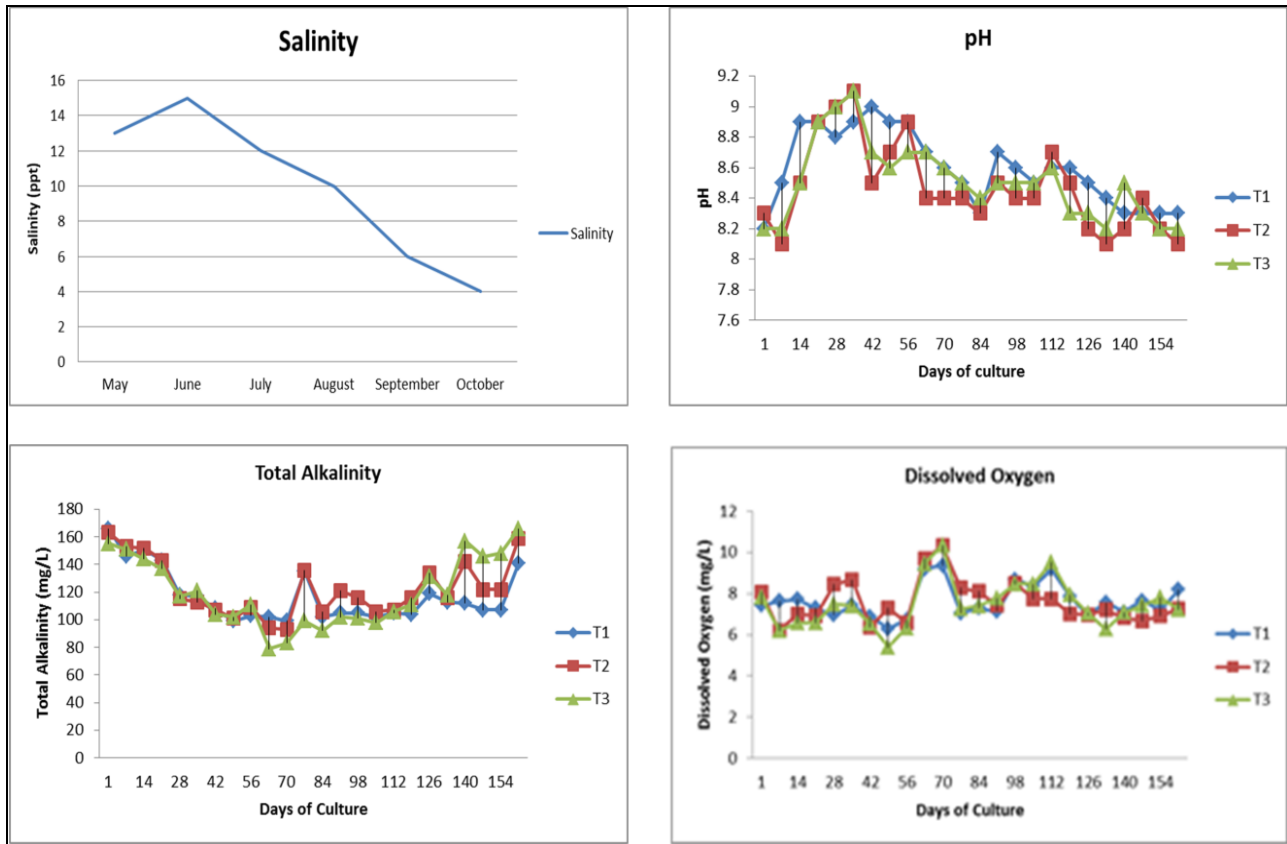 Salinity
Salinity (ppt)
16
14
12
10
8
6
4
2
0
May June July August September October
Salinity
pH
pH
9.2
9
8.8
8.6
8.4
8.2
8
7.8
7.6
1 14 28 42 56 70 84 98 112 126 140 154
Days of culture
T1
T2
T3
Total Alkalinity
Total Alkalinity (mg/L)
180
160
140
120
100
80
60
40
20
0
1 14 28 42 56 70 84 98 112 126 140 154
Days of Culture
T1
T2
T3
Dissolved Oxygen
Dissolved Oxygen (mg/L)
12
10
8
6
4
2
0
1 14 28 42 56 70 84 98 112 126 140 154
Days of Culture
T1
T2
T3